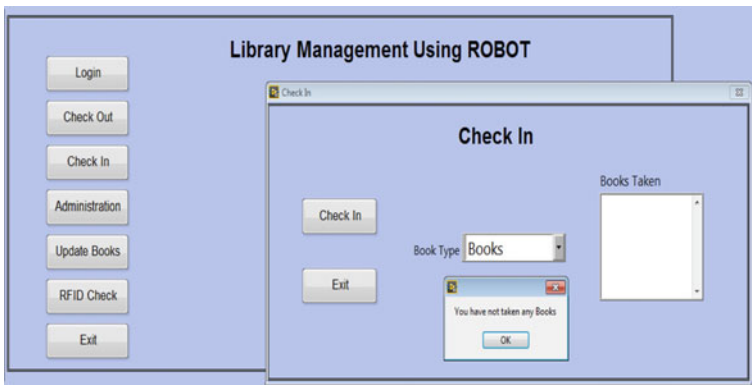 Library Management Using ROBOT
Login
Check Out
Check In
Administration
Update Books
RFID Check
Exit
Check In
Check In
Check In
Exit
Book Type Books
Books Taken
You have not taken any Books
OK